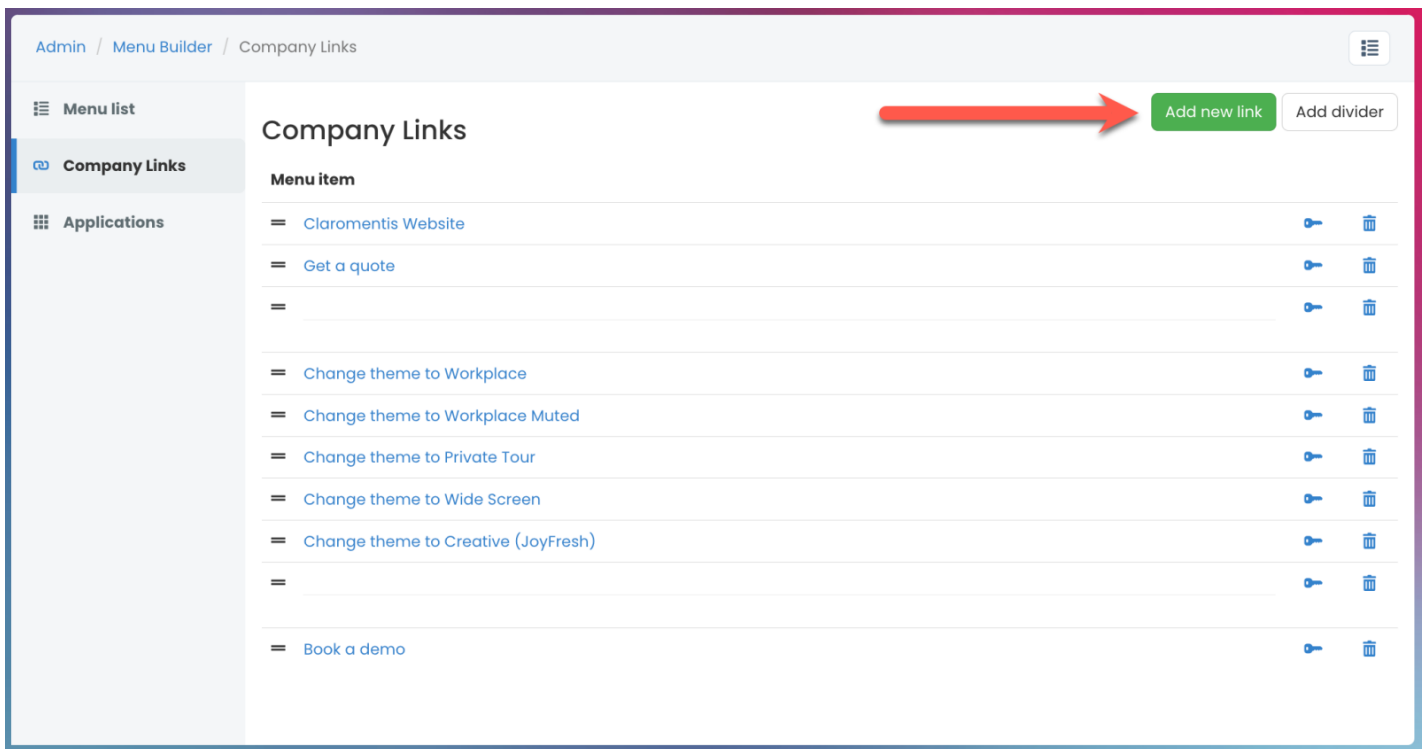 Admin / Menu Builder / Company Links
Menu list
Company Links
Applications
Add new link
Add divider
Company Links
Menu item
Claromentis Website
Get a quote
Change theme to Workplace
Change theme to Workplace Muted
Change theme to Private Tour
Change theme to Wide Screen
Change theme to Creative (JoyFresh)
Book a demo